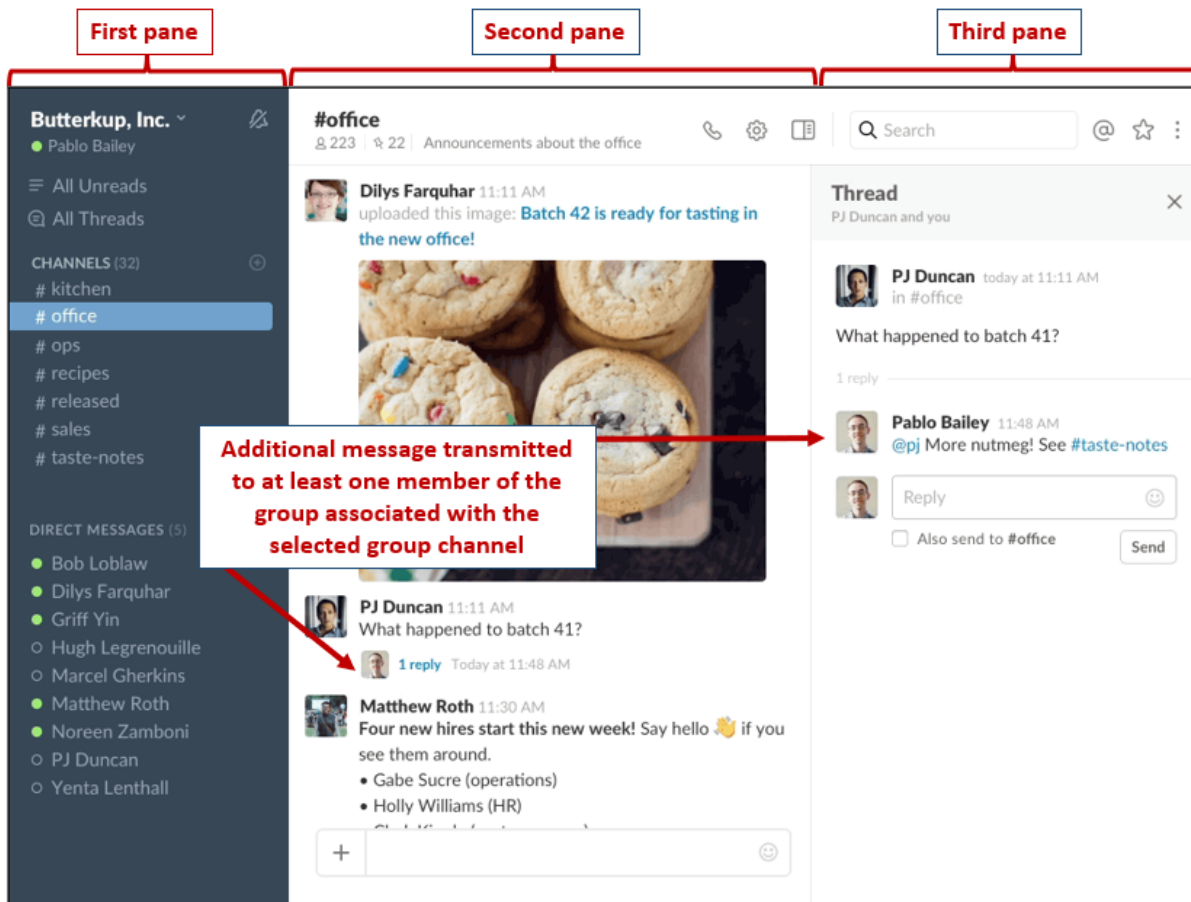 First pane
Second pane
Third pane
Butterkup, Inc.
Pablo Bailey
All Unreads
All Threads
CHANNELS (32)
# kitchen
# office
# ops
# recipes
# released
# sales
# taste-notes
DIRECT MESSAGES (5)
Bob Loblaw
Dilys Farquhar
Griff Yin
Hugh Legrenouille
Marcel Gherkins
Matthew Roth
Noreen Zamboni
PJ Duncan
Yenta Lenthall
#office
223 | 22 | Announcements about the office
Dilys Farquhar 11:11 AM
uploaded this image: Batch 42 is ready for tasting in
the new office!
Additional message transmitted
to at least one member of the
group associated with the
selected group channel
PJ Duncan 11:11 AM
What happened to batch 41?
1 reply Today at 11:48 AM
Matthew Roth 11:30 AM
Four new hires start this new week! Say hello 👋 if you
see them around.
• Gabe Sucre (operations)
• Holly Williams (HR)
+
Search
@
Thread
PJ Duncan and you
PJ Duncan today at 11:11 AM
in #office
What happened to batch 41?
1 reply
Pablo Bailey 11:48 AM
@pj More nutmeg! See #taste-notes
Reply
Also send to #office
Send